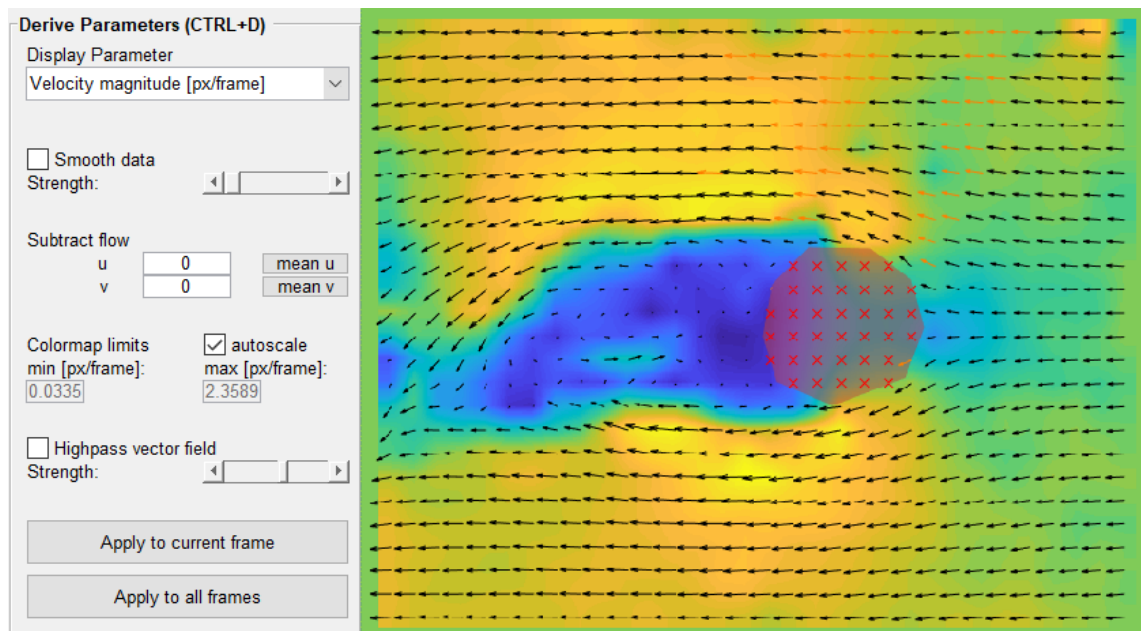 Derive Parameters (CTRL+D)
Display Parameter
Velocity magnitude [px/frame]
Smooth data
Strength:
Subtract flow
u 0 mean u
v 0 mean v
Colormap limits autoscale
min [px/frame]: max [px/frame]:
0.0335 2.3589
Highpass vector field
Strength:
Apply to current frame
Apply to all frames